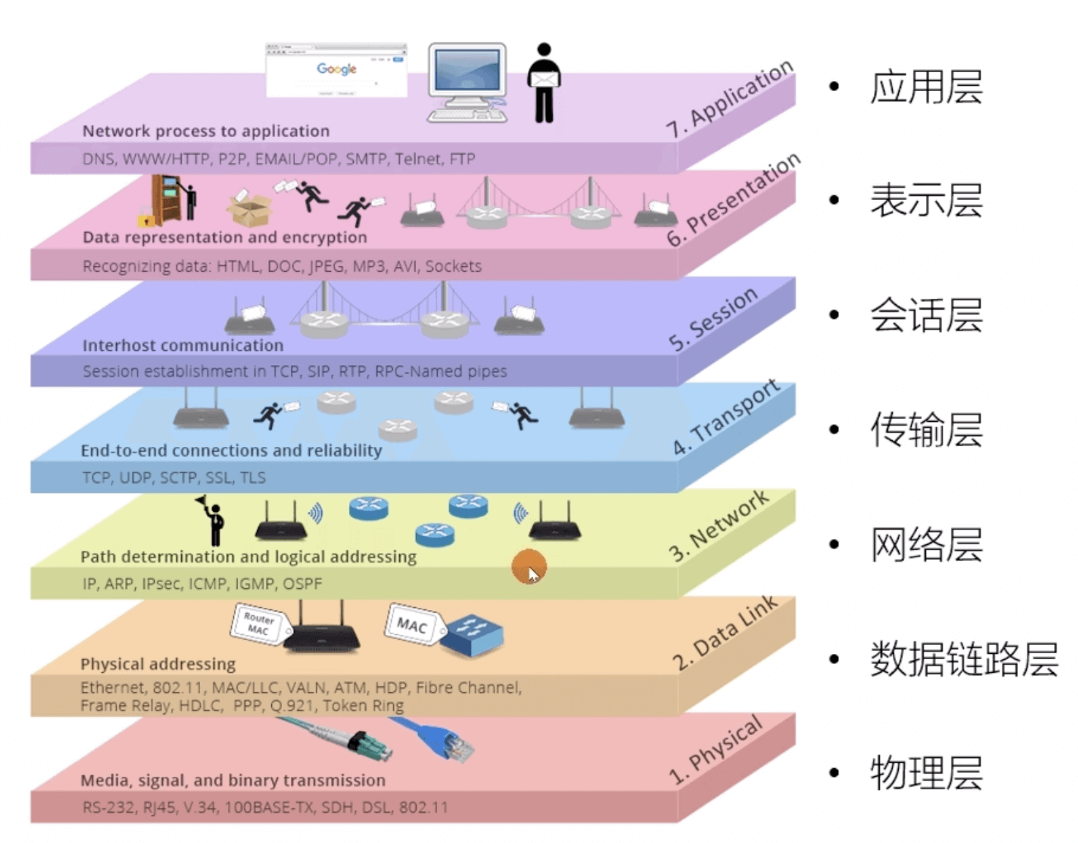 Google
7. Application
应用层
Network process to application
DNS, WWW/HTTP, P2P, EMAIL/POP, SMTP, Telnet, FTP
6. Presentation
表示层
Data representation and encryption
Recognizing data: HTML, DOC, JPEG, MP3, AVI, Sockets
5. Session
会话层
Interhost communication
Session establishment in TCP, SIP, RTP, RPC-Named pipes
4. Transport
传输层
End-to-end connections and reliability
TCP, UDP, SCTP, SSL, TLS
3. Network
网络层
Path determination and logical addressing
IP, ARP, IPsec, ICMP, IGMP, OSPF
Router
MAC
MAC
2. Data Link
数据链路层
Physical addressing
Ethernet, 802.11, MAC/LLC, VALN, ATM, HDP, Fibre Channel,
Frame Relay, HDLC, PPP, Q.921, Token Ring
1. Physical
物理层
Media, signal, and binary transmission
RS-232, RJ45, V.34, 100BASE-TX, SDH, DSL, 802.11